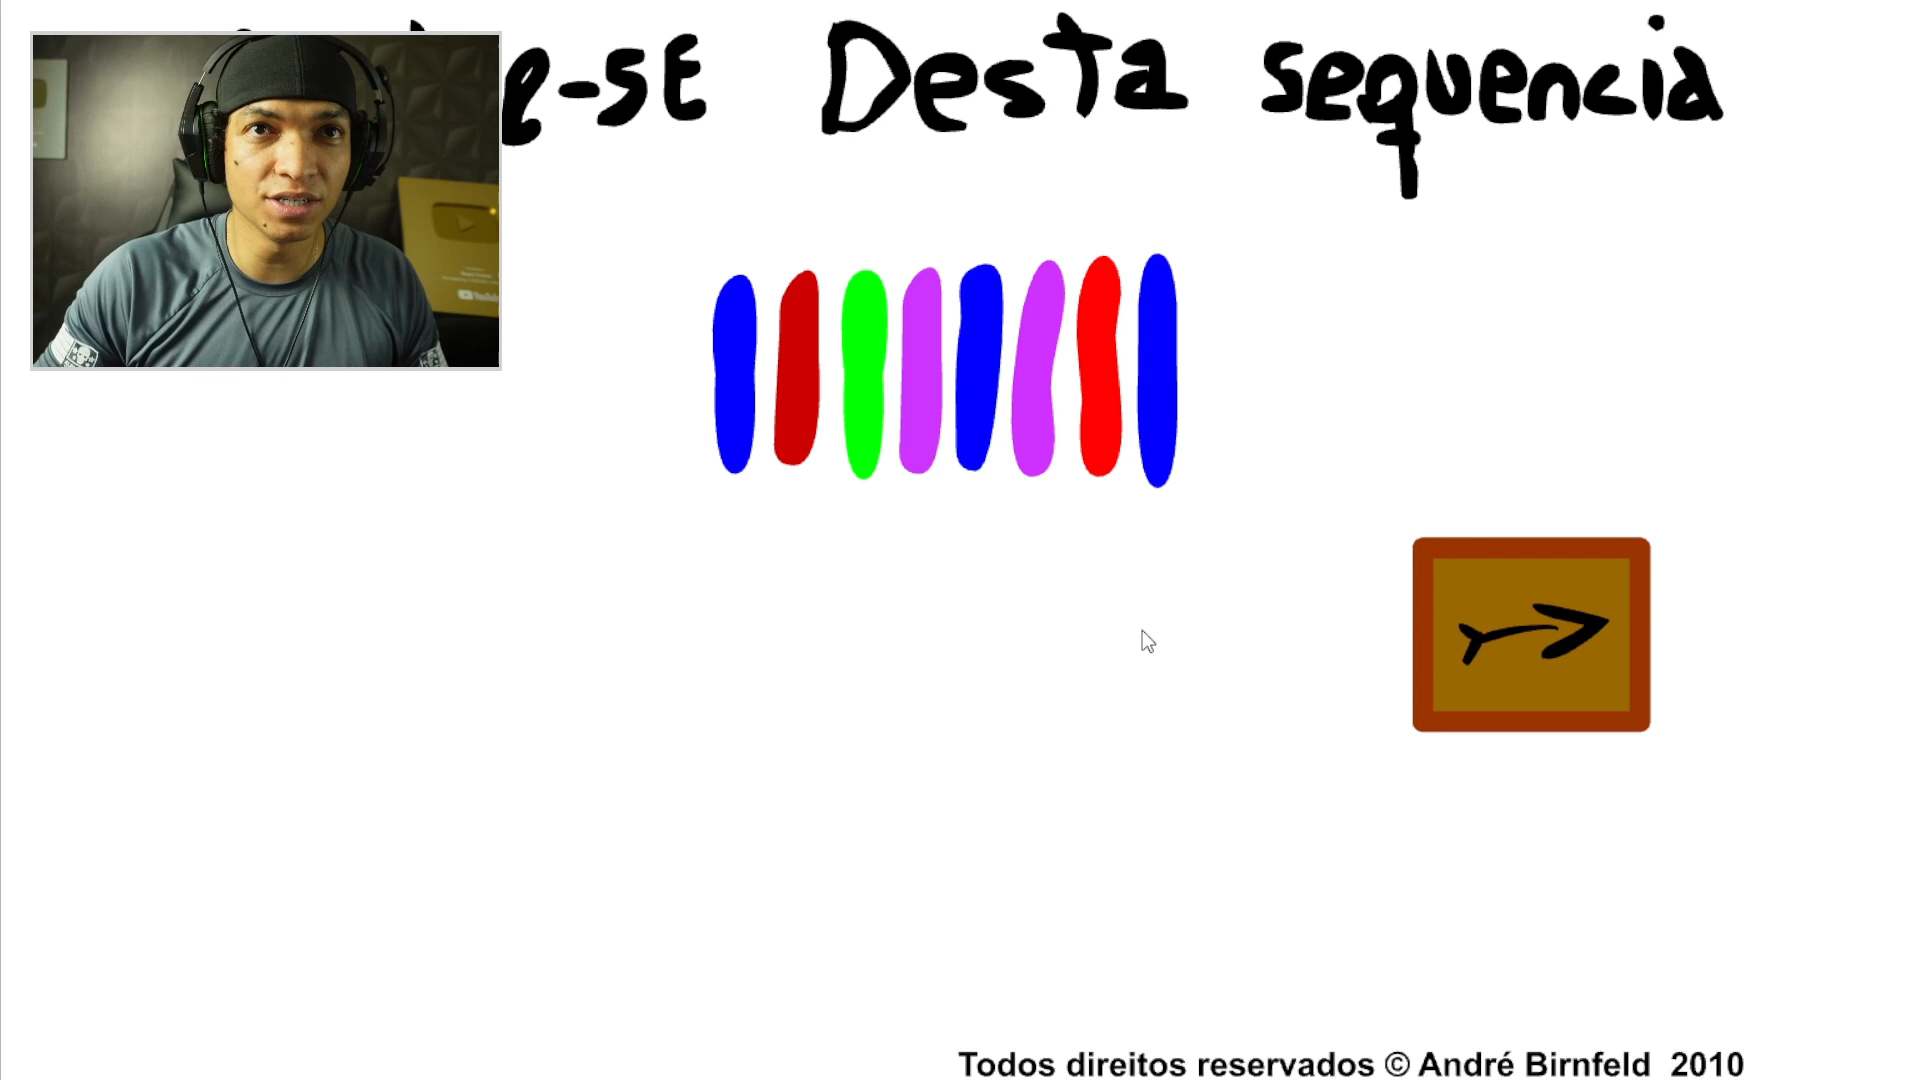 -se Desta sequencia
Todos direitos reservados © André Birnfeld 2010